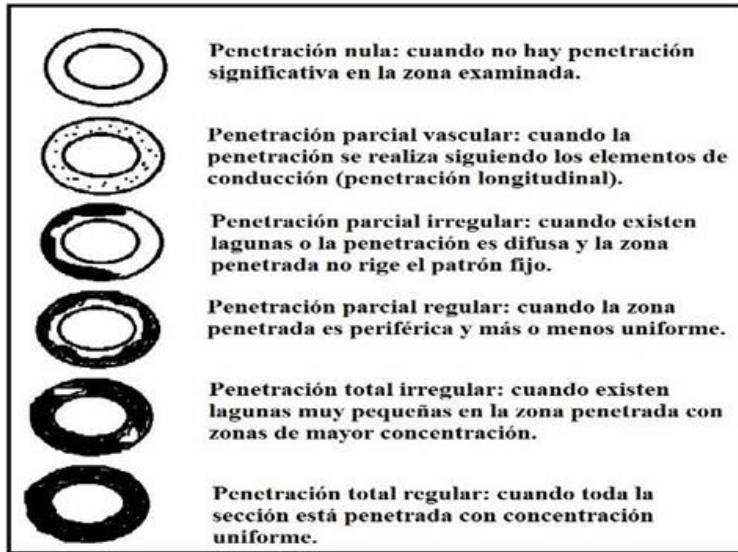 Penetración nula: cuando no hay penetración
significativa en la zona examinada.
Penetración parcial vascular: cuando la
penetración se realiza siguiendo los elementos de
conducción (penetración longitudinal).
Penetración parcial irregular: cuando existen
lagunas o la penetración es difusa y la zona
penetrada no rige el patrón fijo.
Penetración parcial regular: cuando la zona
penetrada es periférica y más o menos uniforme.
Penetración total irregular: cuando existen
lagunas muy pequeñas en la zona penetrada con
zonas de mayor concentración.
Penetración total regular: cuando toda la
sección está penetrada con concentración
uniforme.